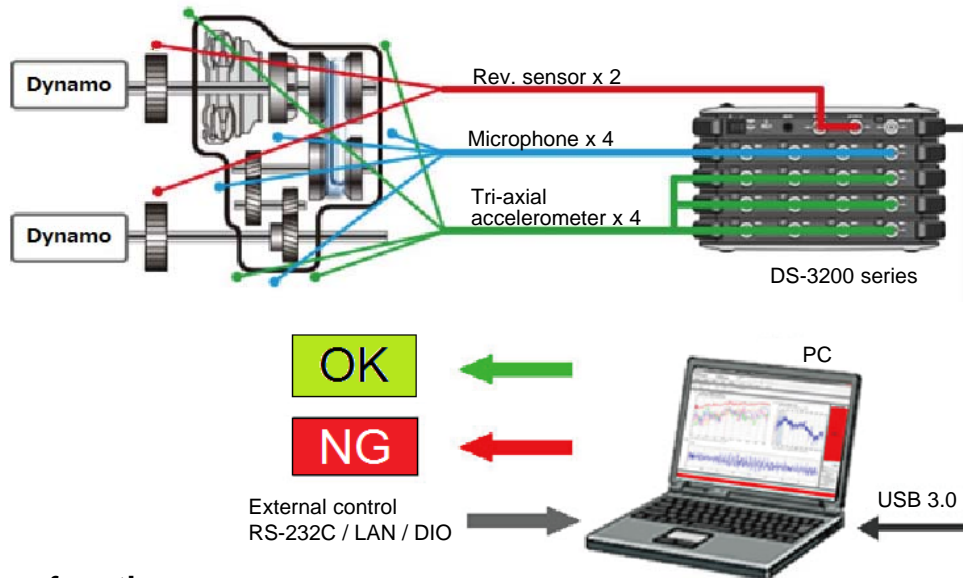 Dynamo
Rev. sensor x 2
Microphone x 4
Tri-axial
accelerometer x 4
Dynamo
DS-3200 series
OK
PC
NG
External control
RS-232C / LAN / DIO
USB 3.0